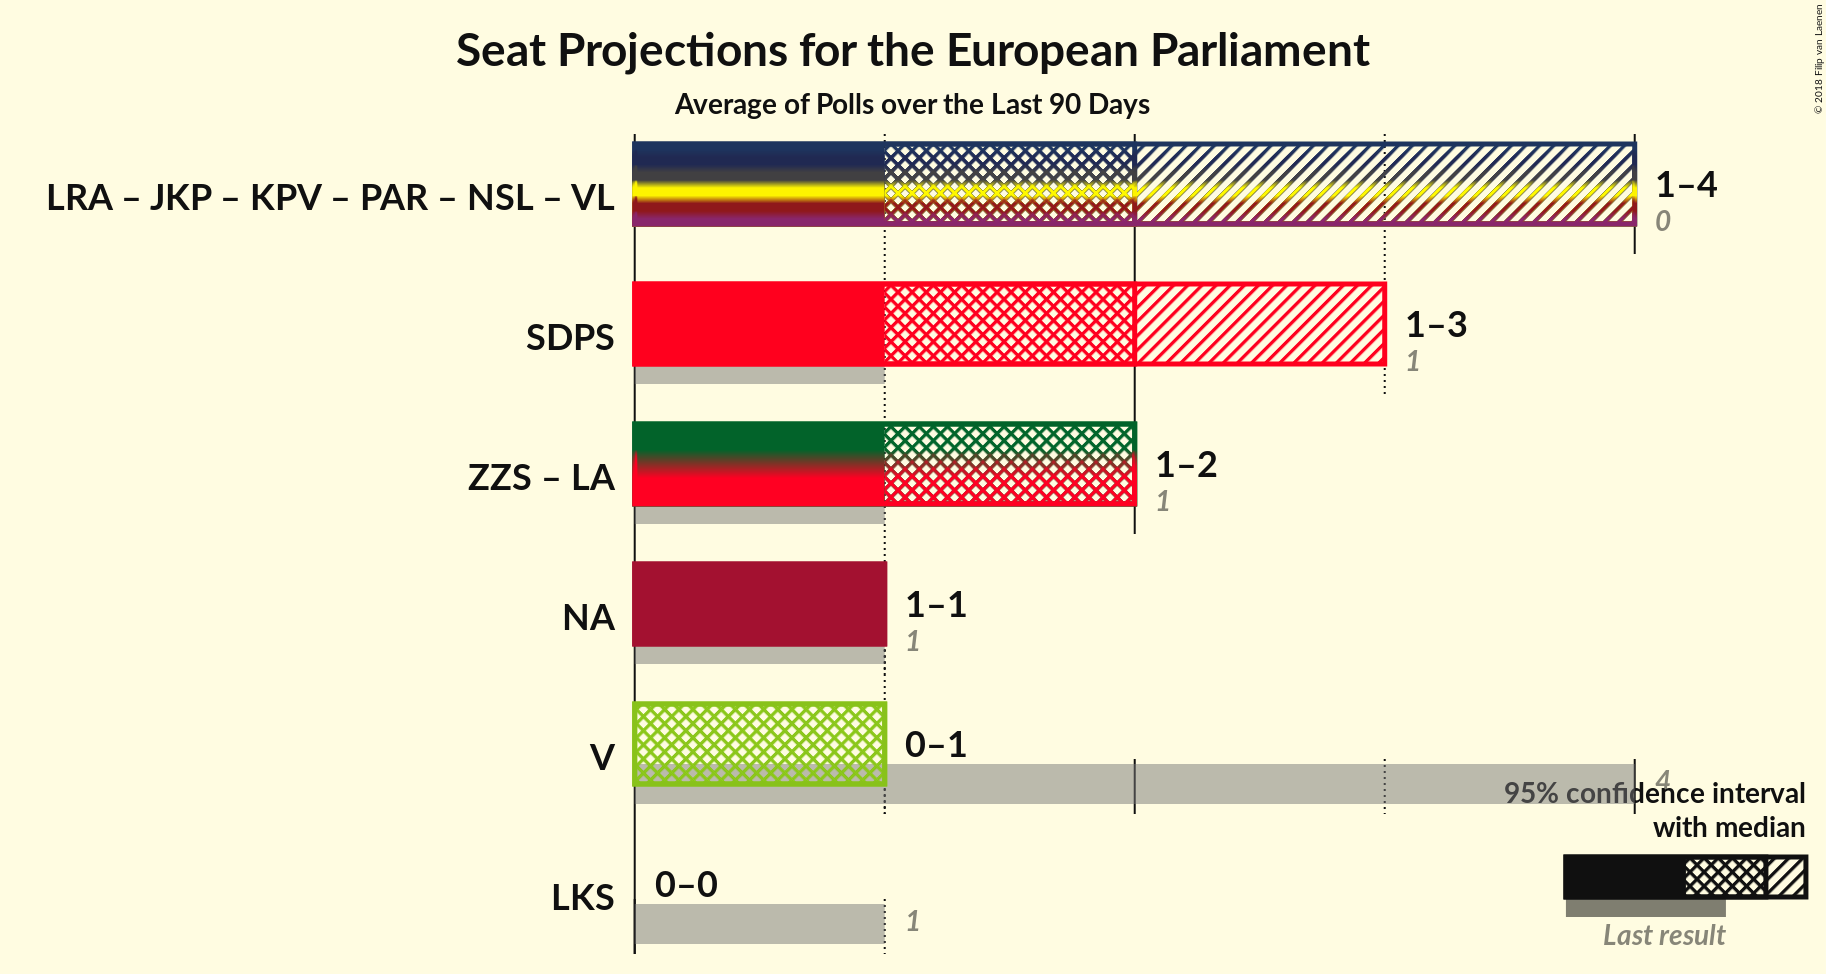 Seat Projections for the European Parliament
Average of Polls over the Last 90 Days
© 2018 Filip van Laenen
LRA – JKP – KPV – PAR – NSL – VL
1–4
0
SDPS
1–3
1
ZZS – LA
1–2
1
NA
1–1
1
V
0–1
4
LKS
0–0
1
95% confidence interval
with median
Last result